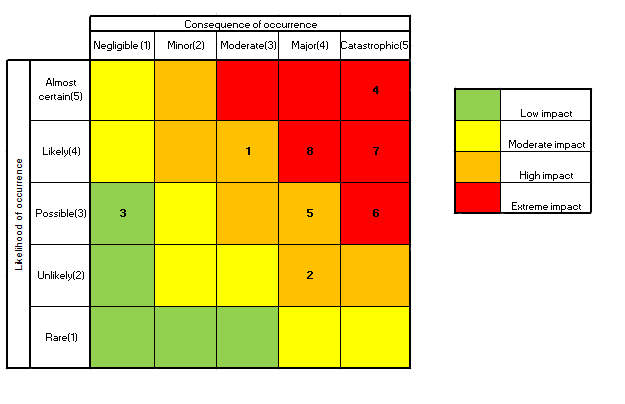 Consequence of occurrence
Negligible (1) Minor(2) Moderate(3) Major(4) Catastrophic(5
Likelihood of occurrence
Almost
certain(5)
4
Likely(4) 1 8 7
Possible(3) 3 5 6
Unlikely(2) 2
Rare(1)
Low impact
Moderate impact
High impact
Extreme impact